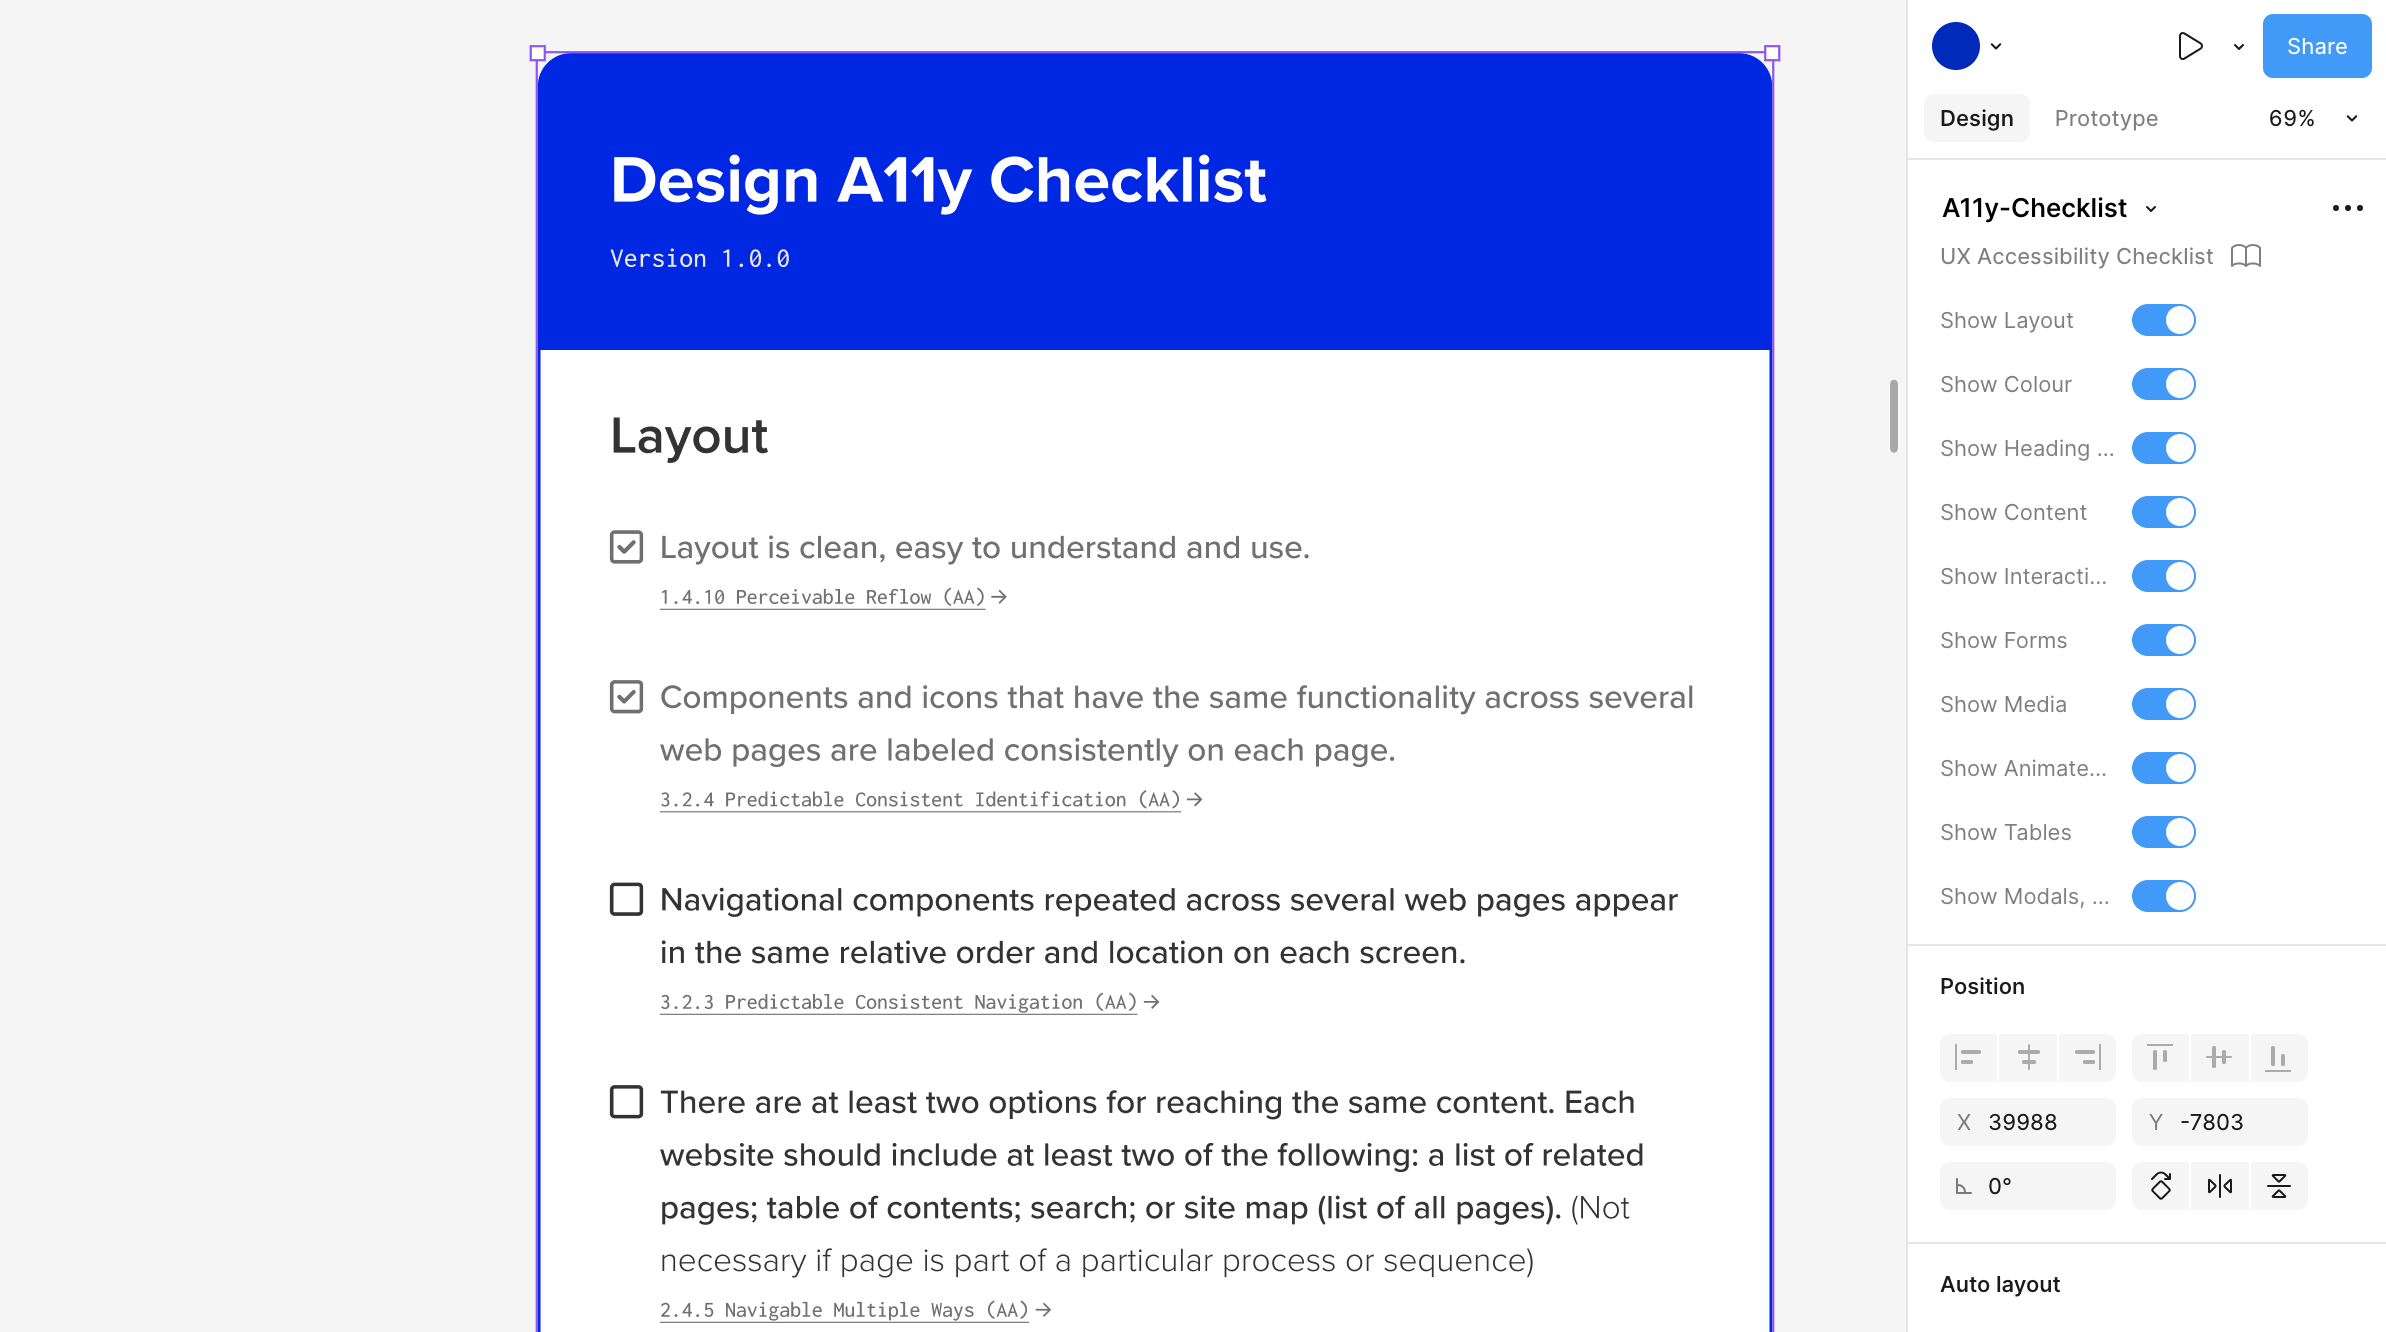 Design A11y Checklist
Version 1.0.0
Layout
Layout is clean, easy to understand and use.
1.4.10 Perceivable Reflow (AA)→
Components and icons that have the same functionality across several
web pages are labeled consistently on each page.
3.2.4 Predictable Consistent Identification (AA)→
Navigational components repeated across several web pages appear
in the same relative order and location on each screen.
3.2.3 Predictable Consistent Navigation (AA)→
There are at least two options for reaching the same content. Each
website should include at least two of the following: a list of related
pages; table of contents; search; or site map (list of all pages). (Not
necessary if page is part of a particular process or sequence)
2.4.5 Navigable Multiple Ways (AA)→
Share
Design
Prototype
69%
A11y-Checklist
UX Accessibility Checklist
Show Layout
Show Colour
Show Heading ...
Show Content
Show Interacti...
Show Forms
Show Media
Show Animate...
Show Tables
Show Modals, ...
Position
X 39988
Y -7803
0°
Auto layout